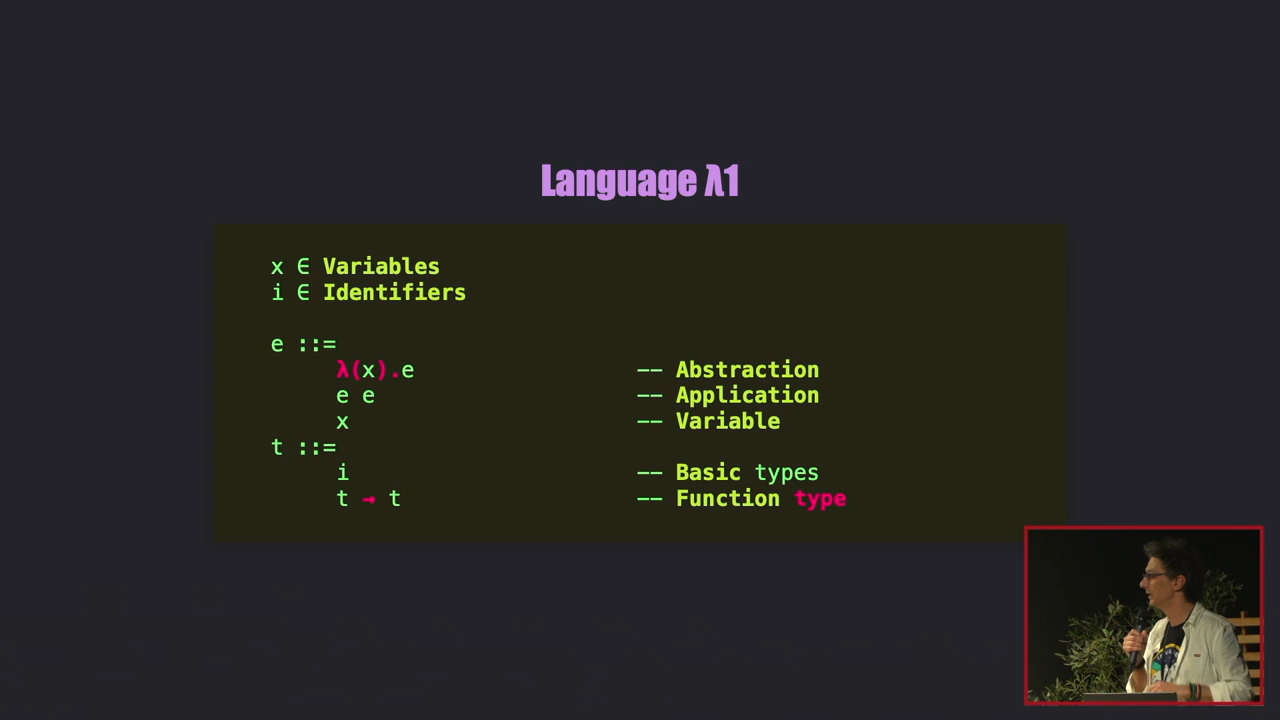 Language λ1
x ∈ Variables
i ∈ Identifiers
e ::=
λ(x).e -- Abstraction
e e -- Application
x -- Variable
t ::=
i -- Basic types
t → t -- Function type